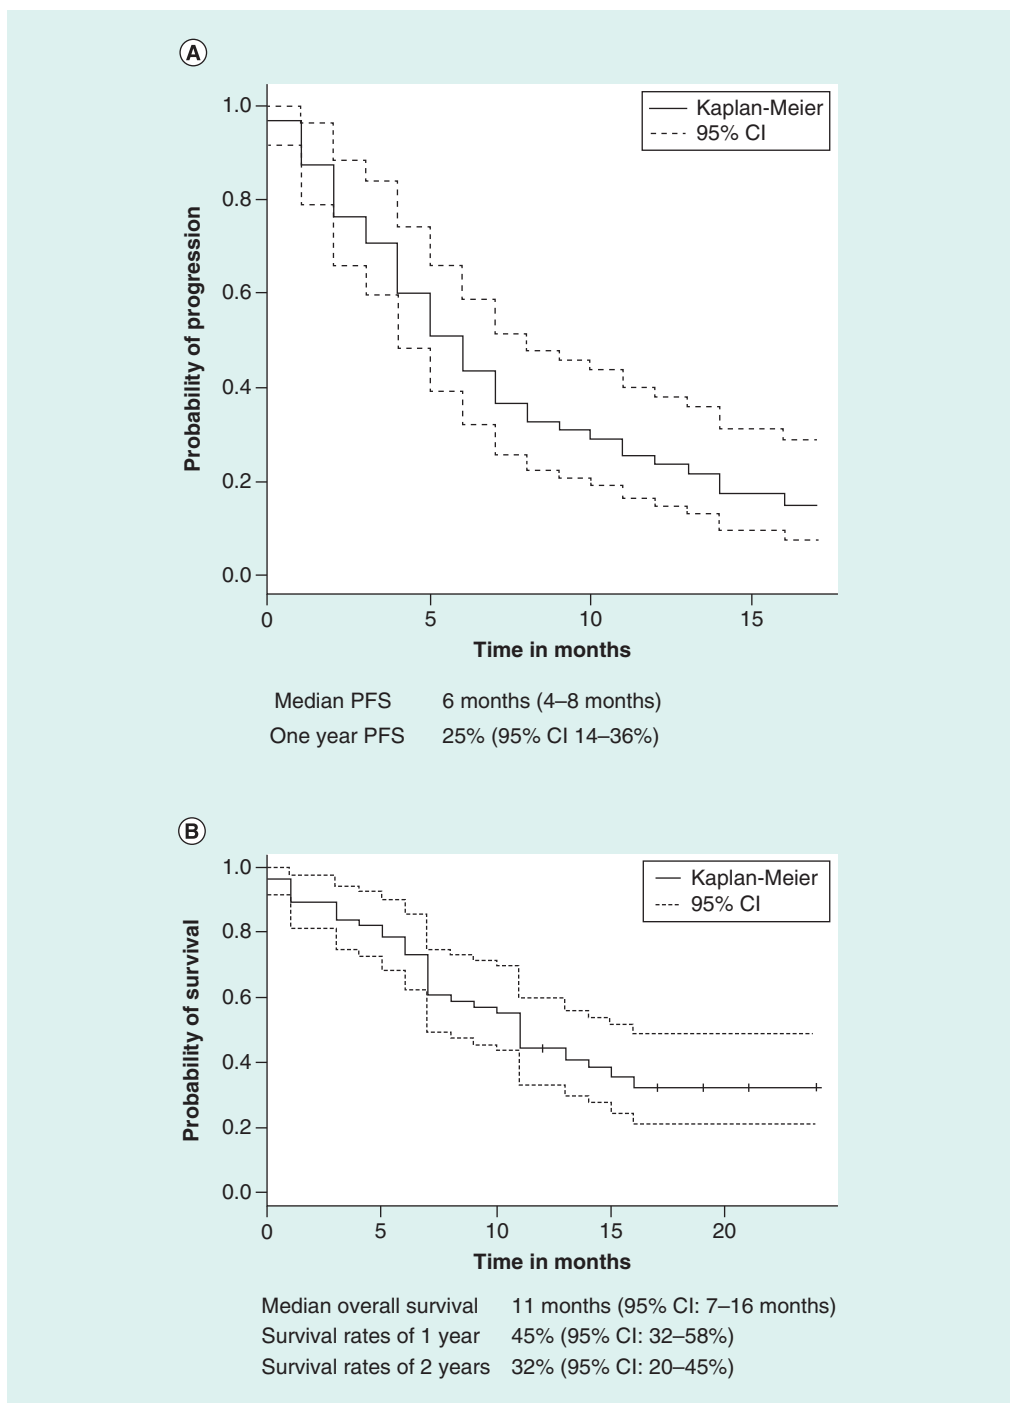 A
Kaplan-Meier
95% CI
1.0
0.8
0.6
0.4
0.2
0.0
Probability of progression
0 5 10 15
Time in months
Median PFS 6 months (4–8 months)
One year PFS 25% (95% CI 14–36%)
B
Kaplan-Meier
95% CI
1.0
0.8
0.6
0.4
0.2
0.0
Probability of survival
0 5 10 15 20
Time in months
Median overall survival 11 months (95% CI: 7–16 months)
Survival rates of 1 year 45% (95% CI: 32–58%)
Survival rates of 2 years 32% (95% CI: 20–45%)